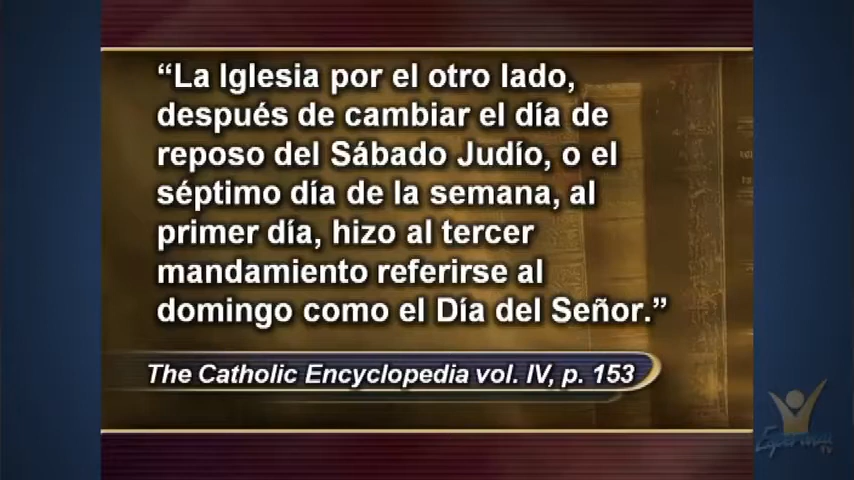 “La Iglesia por el otro lado,
después de cambiar el día de
reposo del Sábado Judío, o el
séptimo día de la semana, al
primer día, hizo al tercer
mandamiento referirse al
domingo como el Día del Señor.”
The Catholic Encyclopedia vol. IV, p. 153
Esperanza
TV